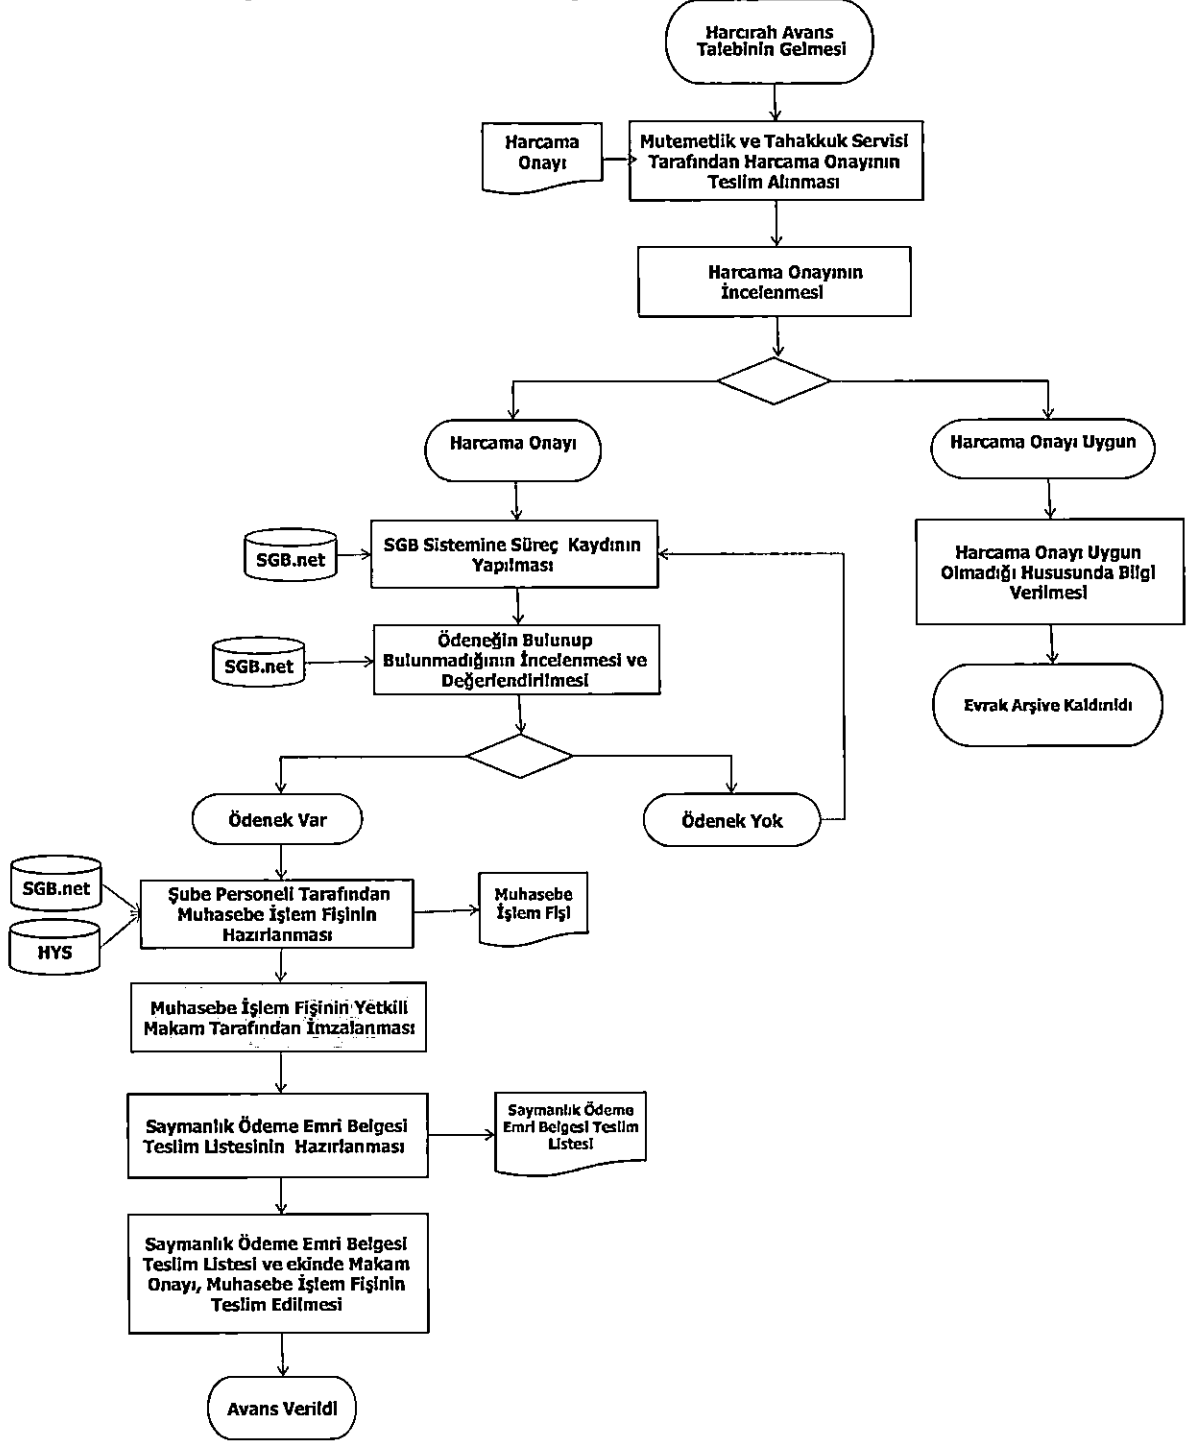 Harcırah Avans
Talebinin Gelmesi
Harcama
Onayı
Mutemetlik ve Tahakkuk Servisi
Tarafından Harcama Onayının
Teslim Alınması
Harcama Onayının
İncelenmesi
Harcama Onayı
Harcama Onayı Uygun
SGB.net
SGB Sistemine Süreç Kaydının
Yapılması
Harcama Onayı Uygun
Olmadığı Hususunda Bilgi
Verilmesi
SGB.net
Ödeneğin Bulunup
Bulunmadığının İncelenmesi ve
Değerlendirilmesi
Evrak Arşive Kaldırıldı
Ödenek Var
Ödenek Yok
SGB.net
HYS
Şube Personeli Tarafından
Muhasebe İşlem Fişinin
Hazırlanması
Muhasebe
İşlem Fişi
Muhasebe İşlem Fişinin Yetkili
Makam Tarafından İmzalanması
Saymanlık Ödeme Emri Belgesi
Teslim Listesinin Hazırlanması
Saymanlık Ödeme
Emri Belgesi Teslim
Listesi
Saymanlık Ödeme Emri Belgesi
Teslim Listesi ve ekinde Makam
Onayı, Muhasebe İşlem Fişinin
Teslim Edilmesi
Avans Verildi